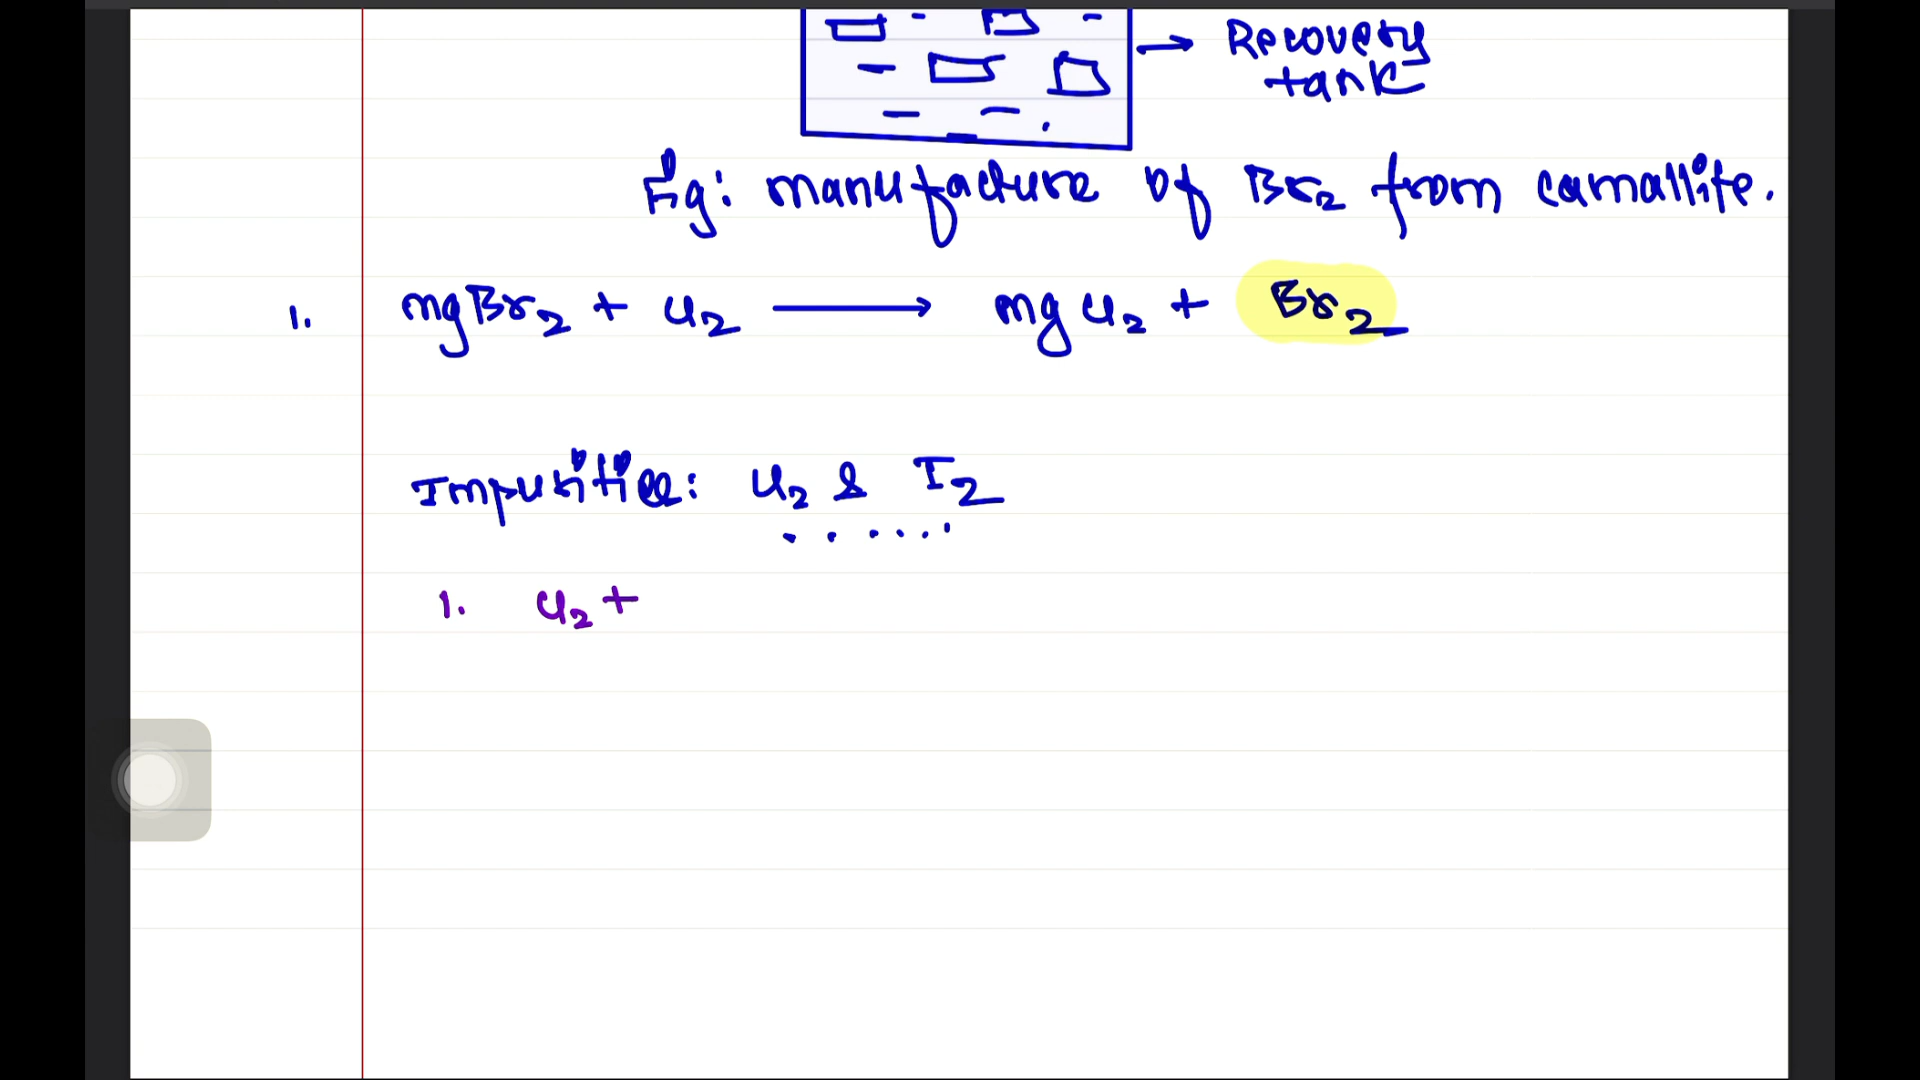 → Recovery
tank
Fig: manufacture of Br₂ from carnallite.
1. MgBr₂ + Cl₂ ⟶ MgCl₂ + Br₂
Impurities: Cl₂ & I₂
1. Cl₂ +